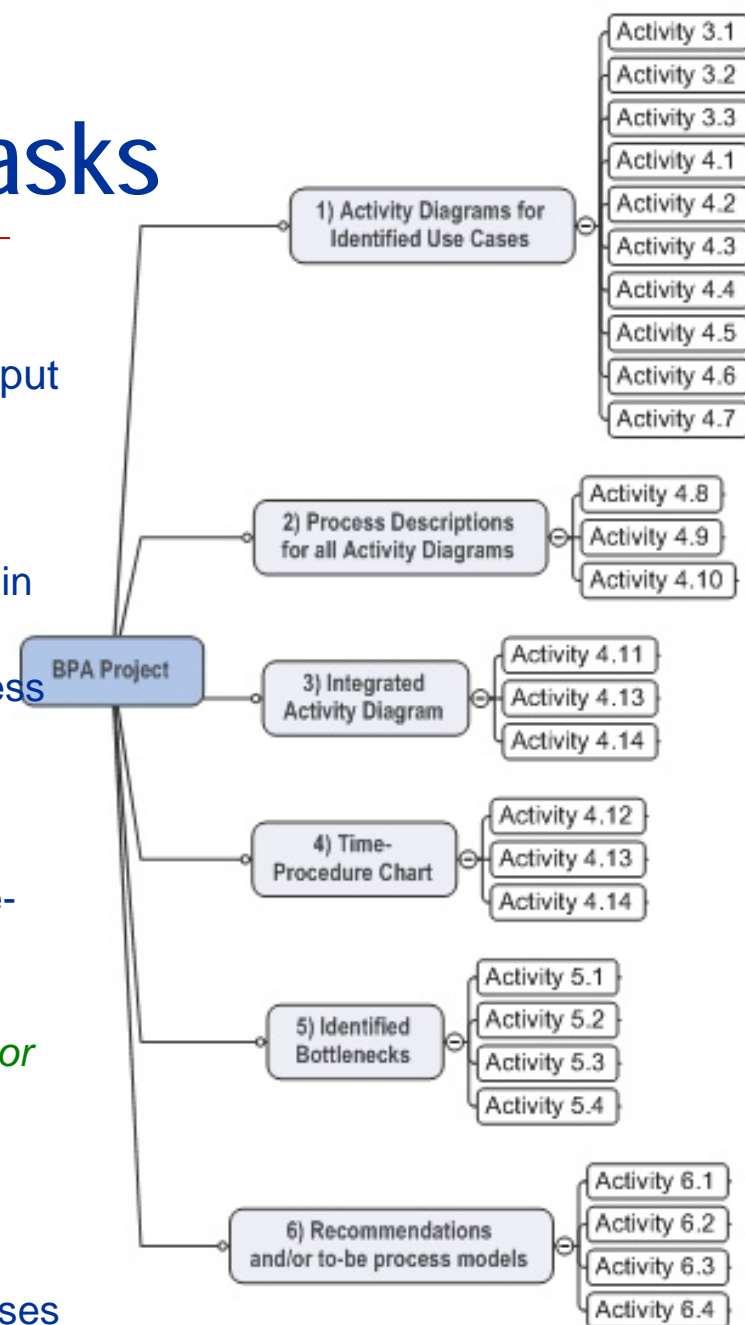 asks
put
in
ess
e-
or
ses
BPA Project
1) Activity Diagrams for
Identified Use Cases
Activity 3.1
Activity 3.2
Activity 3.3
Activity 4.1
Activity 4.2
Activity 4.3
Activity 4.4
Activity 4.5
Activity 4.6
Activity 4.7
2) Process Descriptions
for all Activity Diagrams
Activity 4.8
Activity 4.9
Activity 4.10
3) Integrated
Activity Diagram
Activity 4.11
Activity 4.13
Activity 4.14
4) Time-
Procedure Chart
Activity 4.12
Activity 4.13
Activity 4.14
5) Identified
Bottlenecks
Activity 5.1
Activity 5.2
Activity 5.3
Activity 5.4
6) Recommendations
and/or to-be process models
Activity 6.1
Activity 6.2
Activity 6.3
Activity 6.4